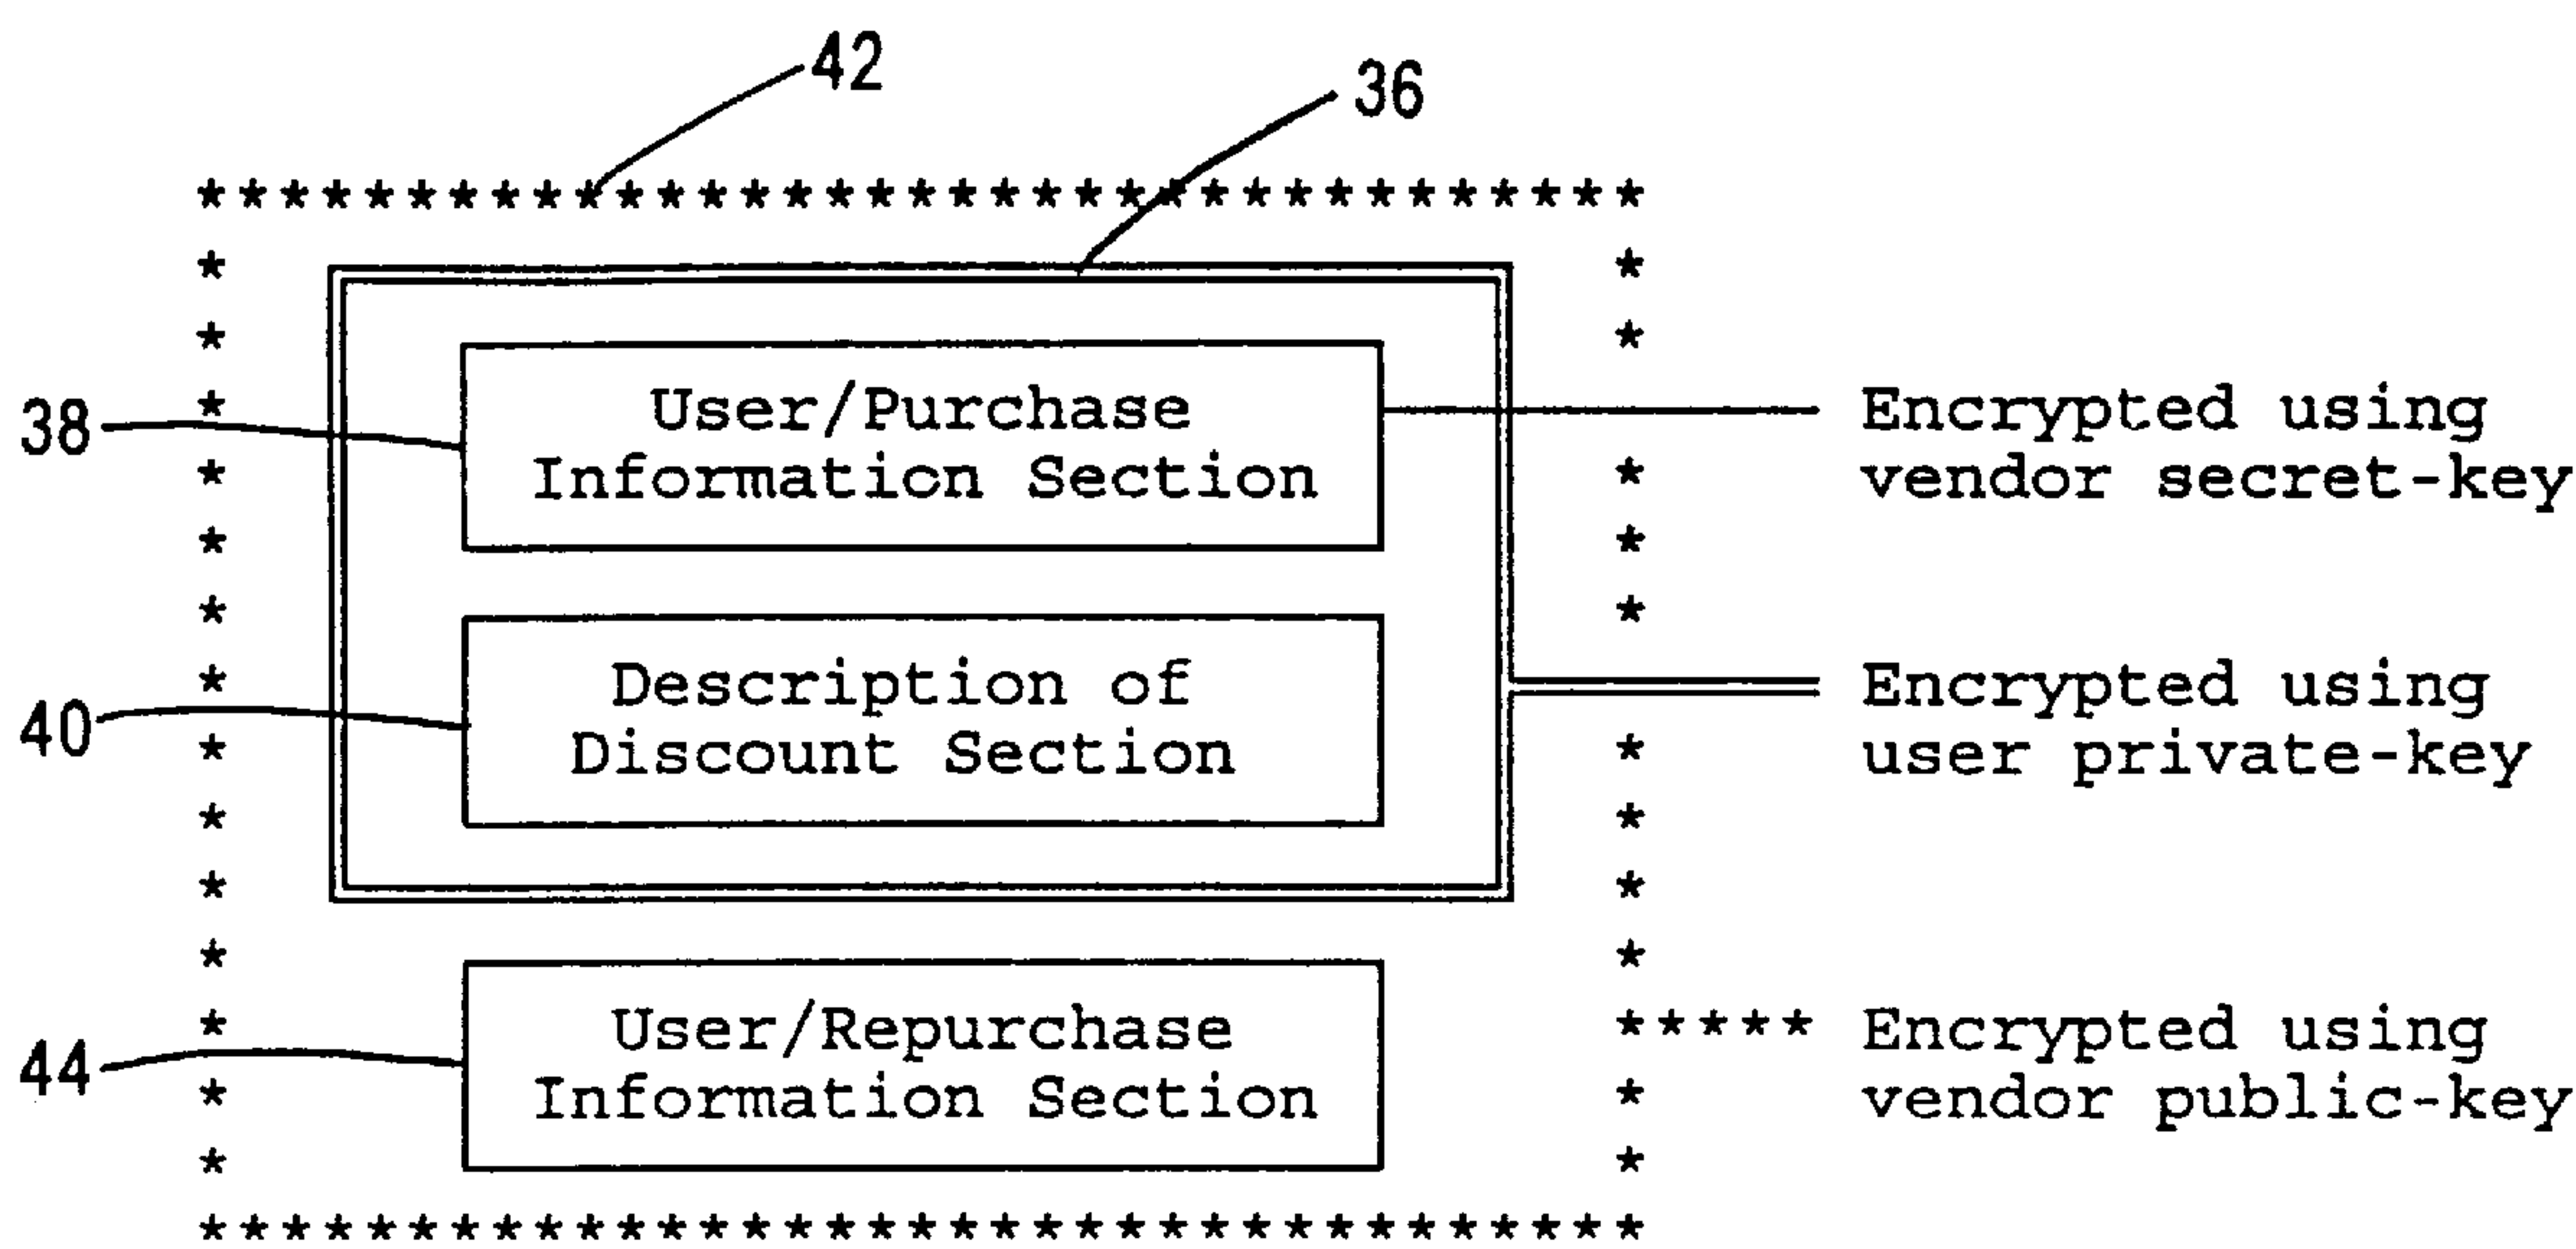 42
36
38
User/Purchase
Information Section
Encrypted using
vendor secret-key
40
Description of
Discount Section
Encrypted using
user private-key
44
User/Repurchase
Information Section
Encrypted using
vendor public-key